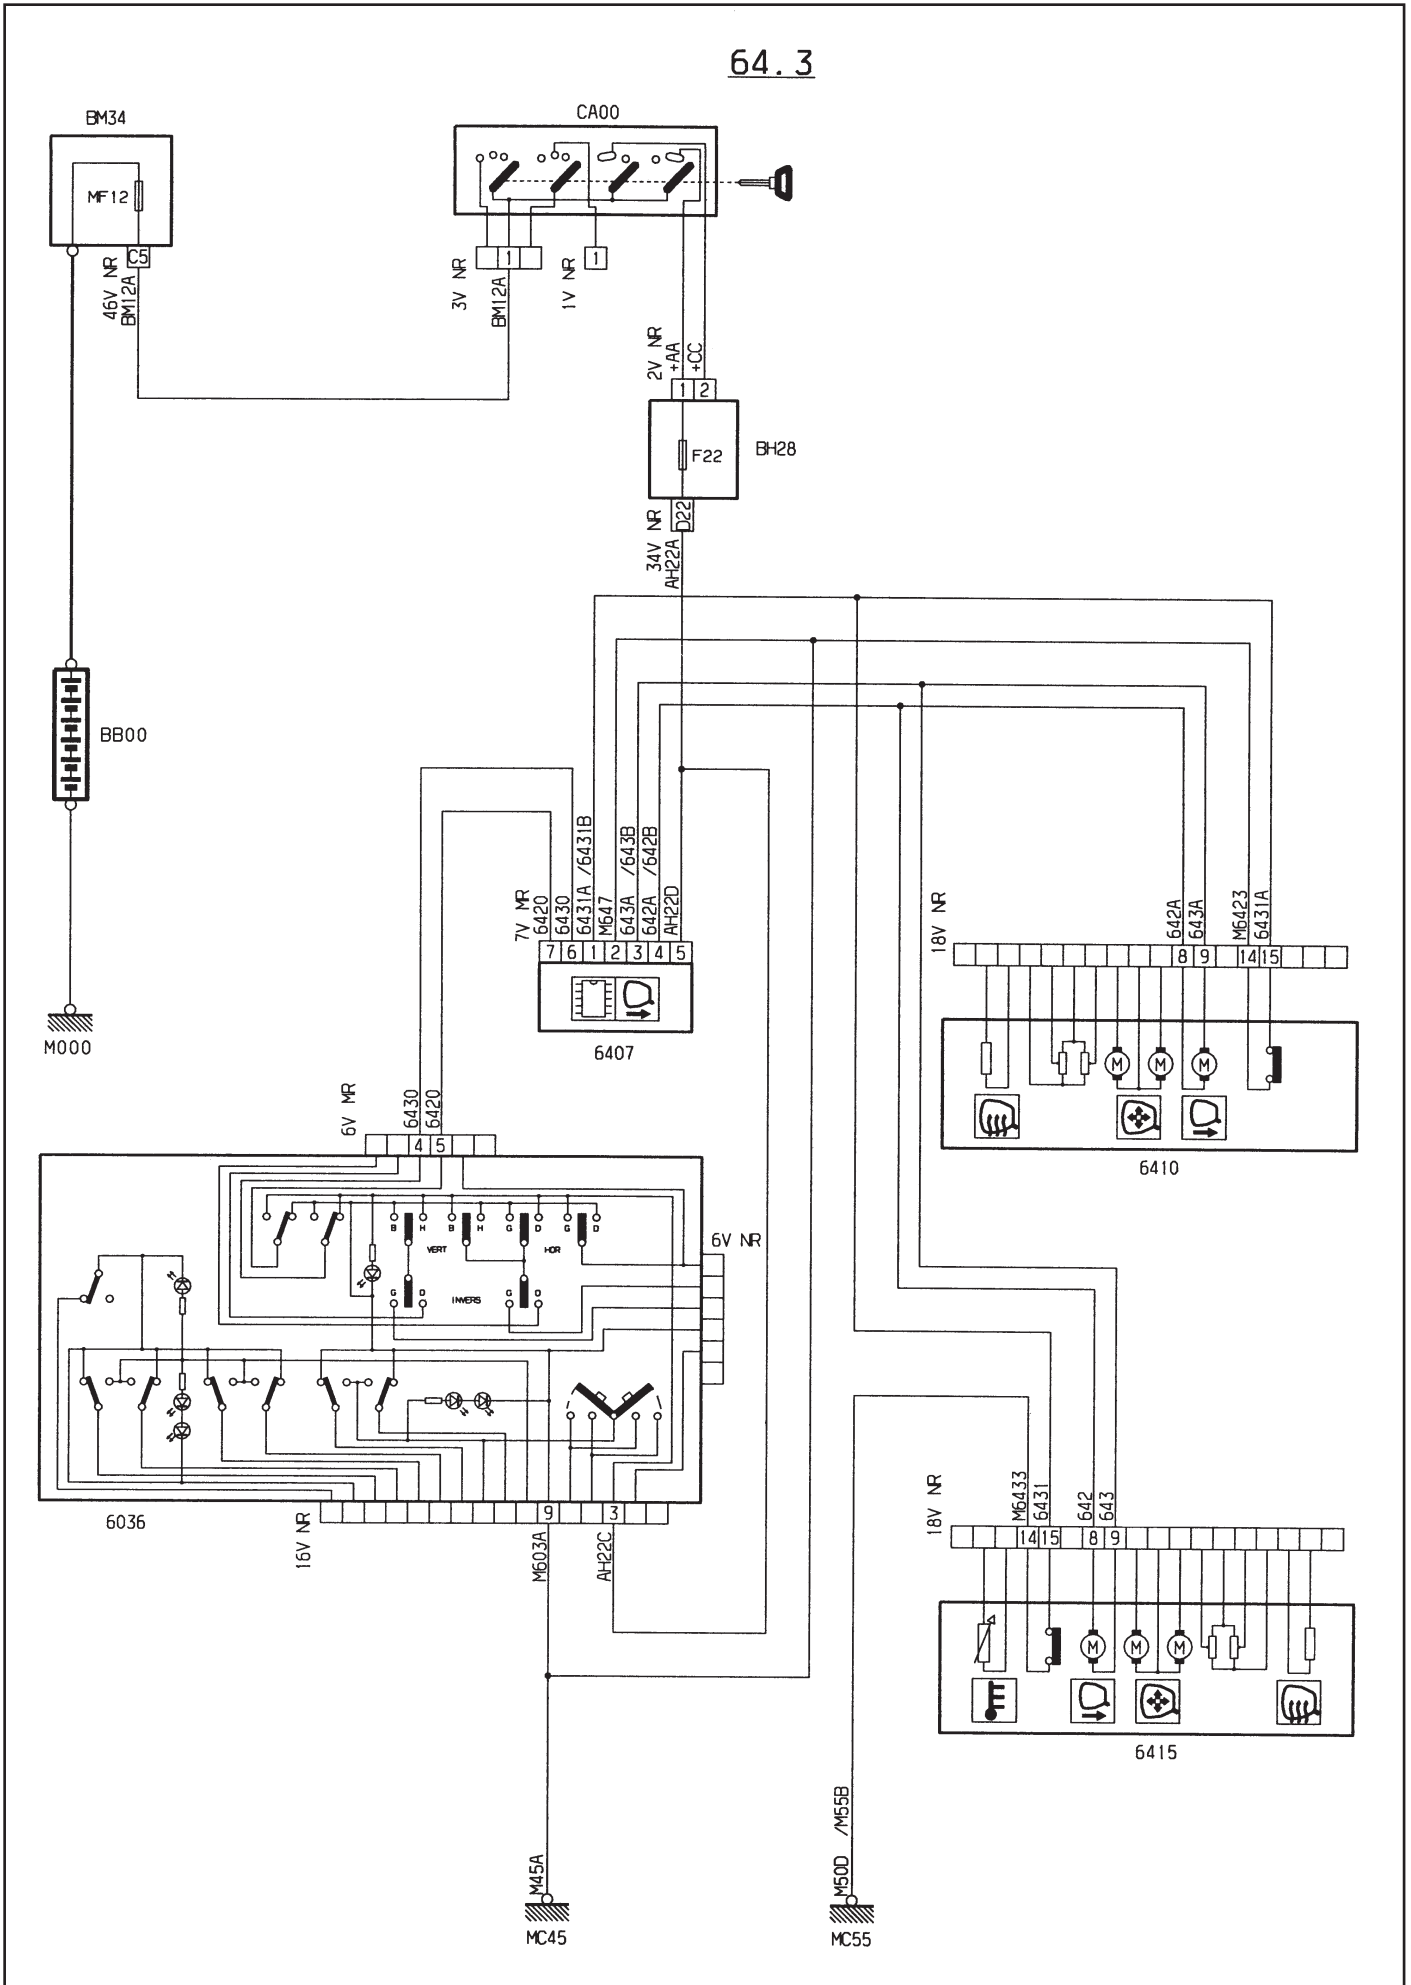 64.3
BM34
CA00
MF12
C5
46V NR
BM12A
3V NR
1
BM12A
1V NR
1
2V NR
+AA
+CC
1 2
F22
BH28
D22
34V NR
AH22A
BB00
M000
7V MR
6420
6430
6431A /6431B
M647
643A /643B
642A /642B
AH22D
7 6 1 2 3 4 5
6407
18V NR
642A
643A
M6423
6431A
8 9 14 15
M M M
6410
6V MR
6430
6420
4 5
B H B H G D G D
VERT HOR
G D INVERS G D
6V NR
6036
16V NR
9 3
M603A
AH22C
18V NR
M6433
6431
642
643
14 15 8 9
M M M
6415
M45A
MC45
M50D /M55B
MC55